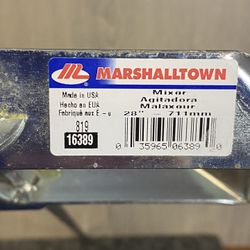 MARSHALLTOWN
Made in USA
Hecho en EUA
Fabriqué aux É.-U
819
16389
Mixer
Agitadora
Malaxeur
28" - 711mm
0 35965 06389 0